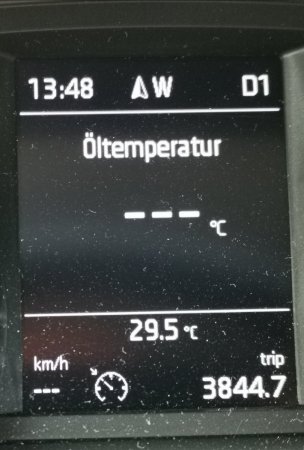 13:48 W D1
Öltemperatur
--- °C
29.5 °C
km/h trip
--- 3844.7